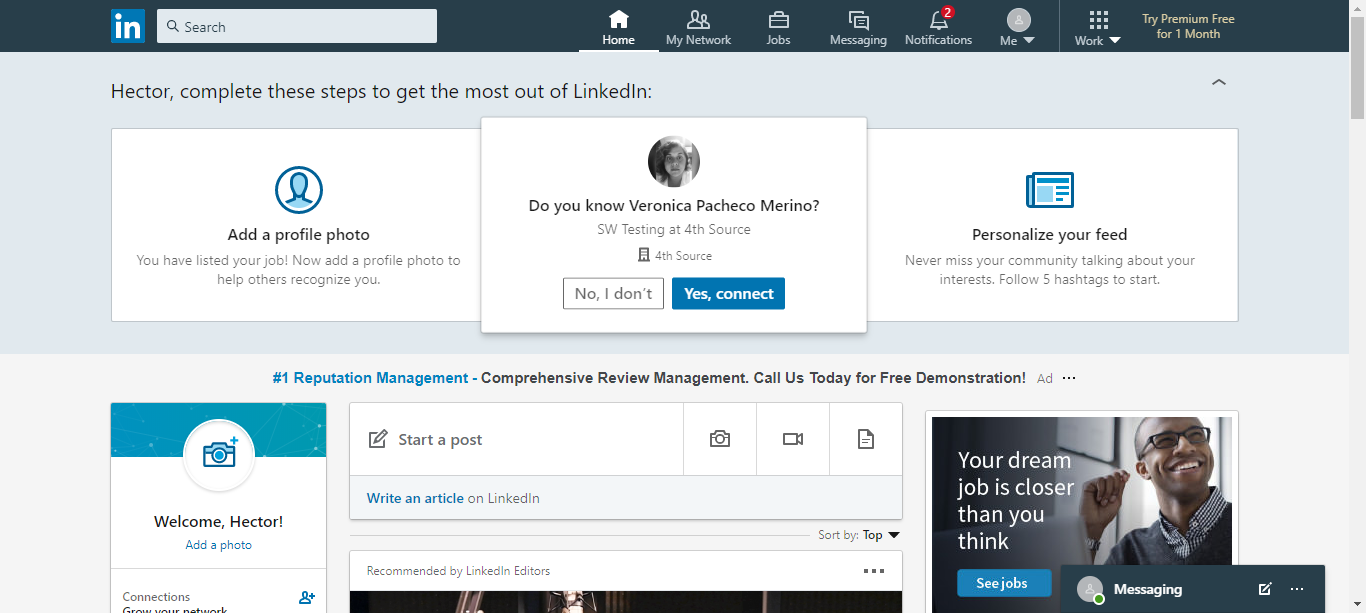 in
Search
Home
My Network
Jobs
Messaging
2
Notifications
Me
Work
Try Premium Free
for 1 Month
Hector, complete these steps to get the most out of LinkedIn:
Add a profile photo
You have listed your job! Now add a profile photo to
help others recognize you.
Do you know Veronica Pacheco Merino?
SW Testing at 4th Source
4th Source
No, I don't
Yes, connect
Personalize your feed
Never miss your community talking about your
interests. Follow 5 hashtags to start.
#1 Reputation Management - Comprehensive Review Management. Call Us Today for Free Demonstration! Ad ...
Welcome, Hector!
Add a photo
Connections
Grow your network
Start a post
Write an article on LinkedIn
Sort by: Top
Recommended by LinkedIn Editors
Your dream
job is closer
than you
think
See jobs
Messaging